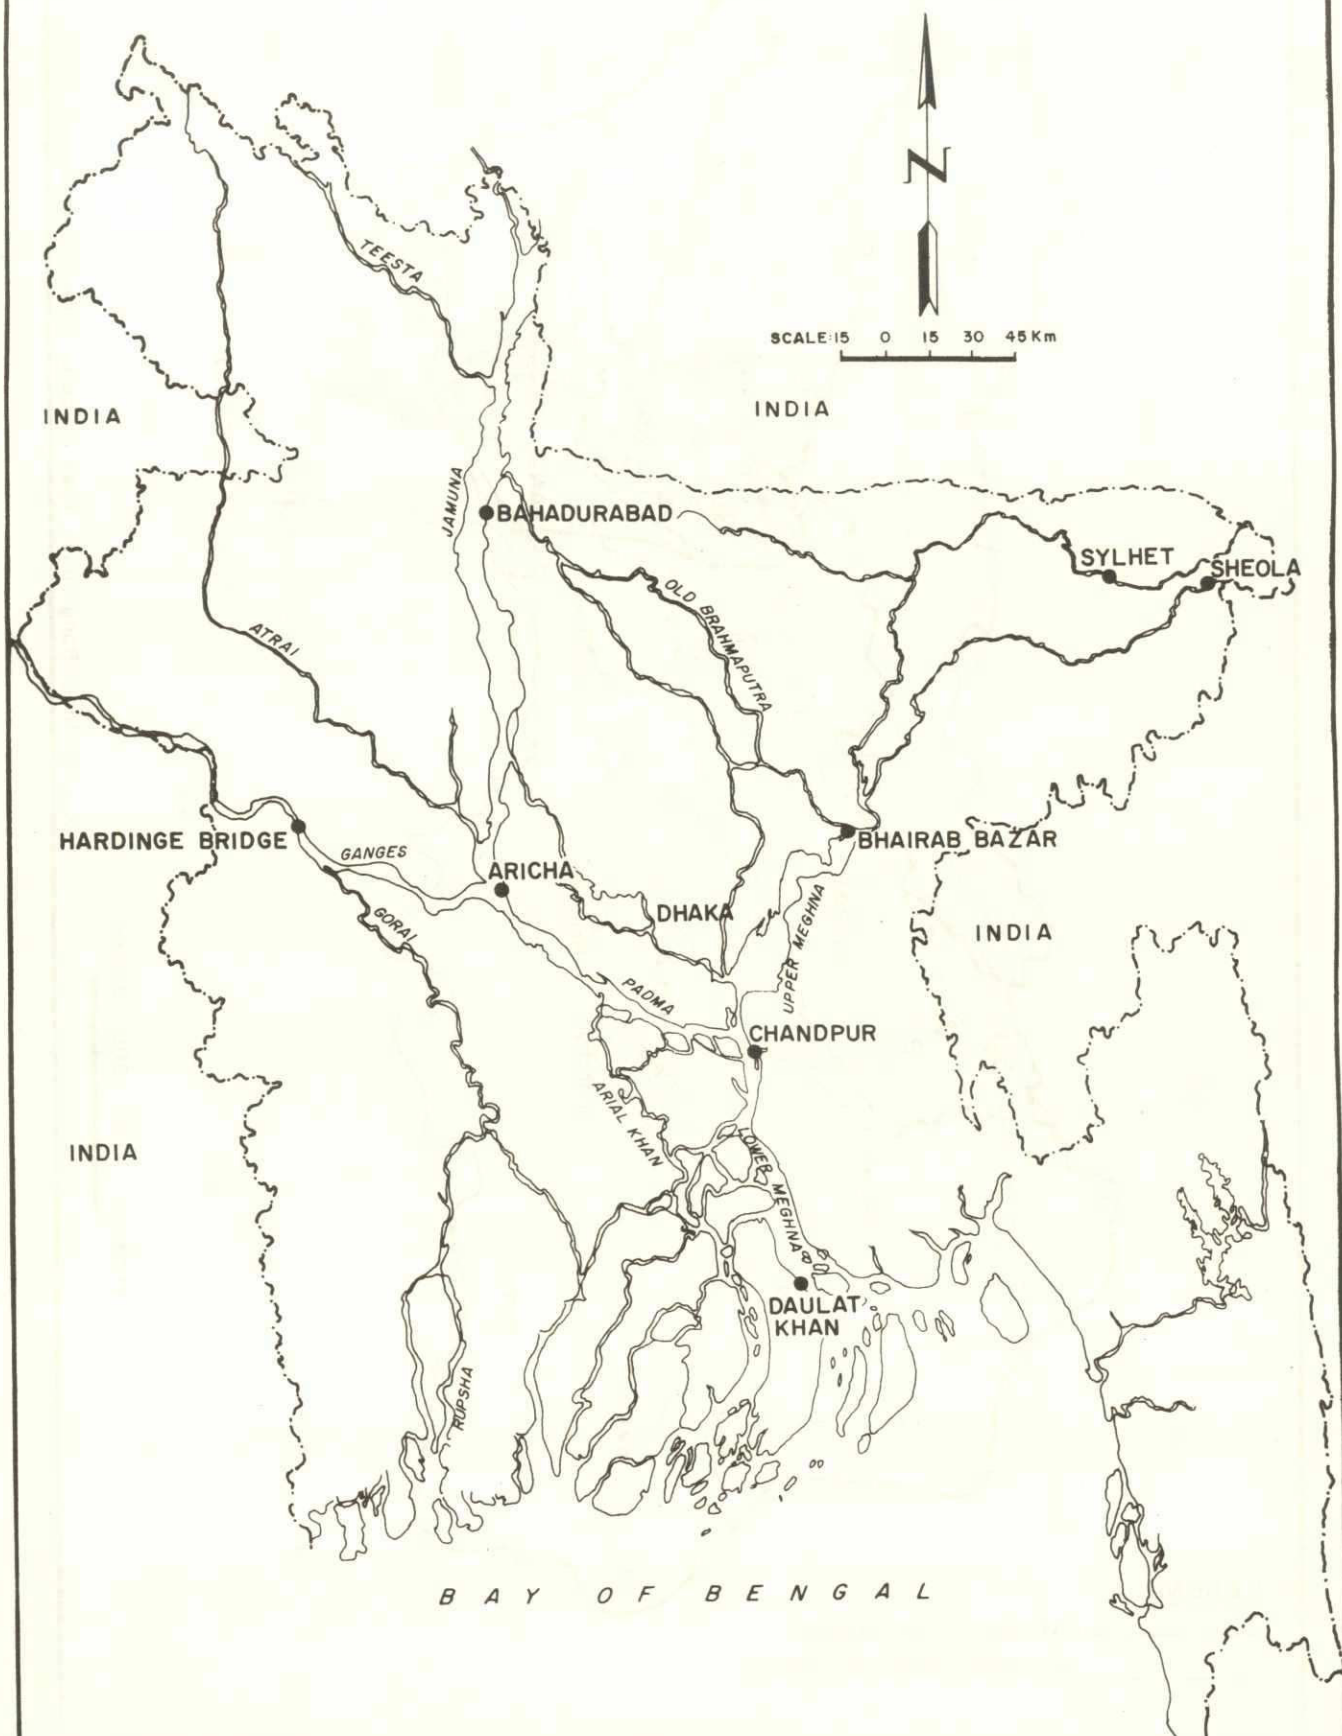 N
SCALE: 15 0 15 30 45 Km
TEESTA
INDIA
INDIA
JAMUNA
BAHADURABAD
SYLHET
SHEOLA
OLD BRAHMAPUTRA
ATRAI
HARDINGE BRIDGE
GANGES
BHAIRAB BAZAR
ARICHA
GORAI
DHAKA
UPPER MEGHNA
INDIA
PADMA
CHANDPUR
ARIAL KHAN
INDIA
LOWER MEGHNA
DAULAT
KHAN
RUPSHA
BAY OF BENGAL